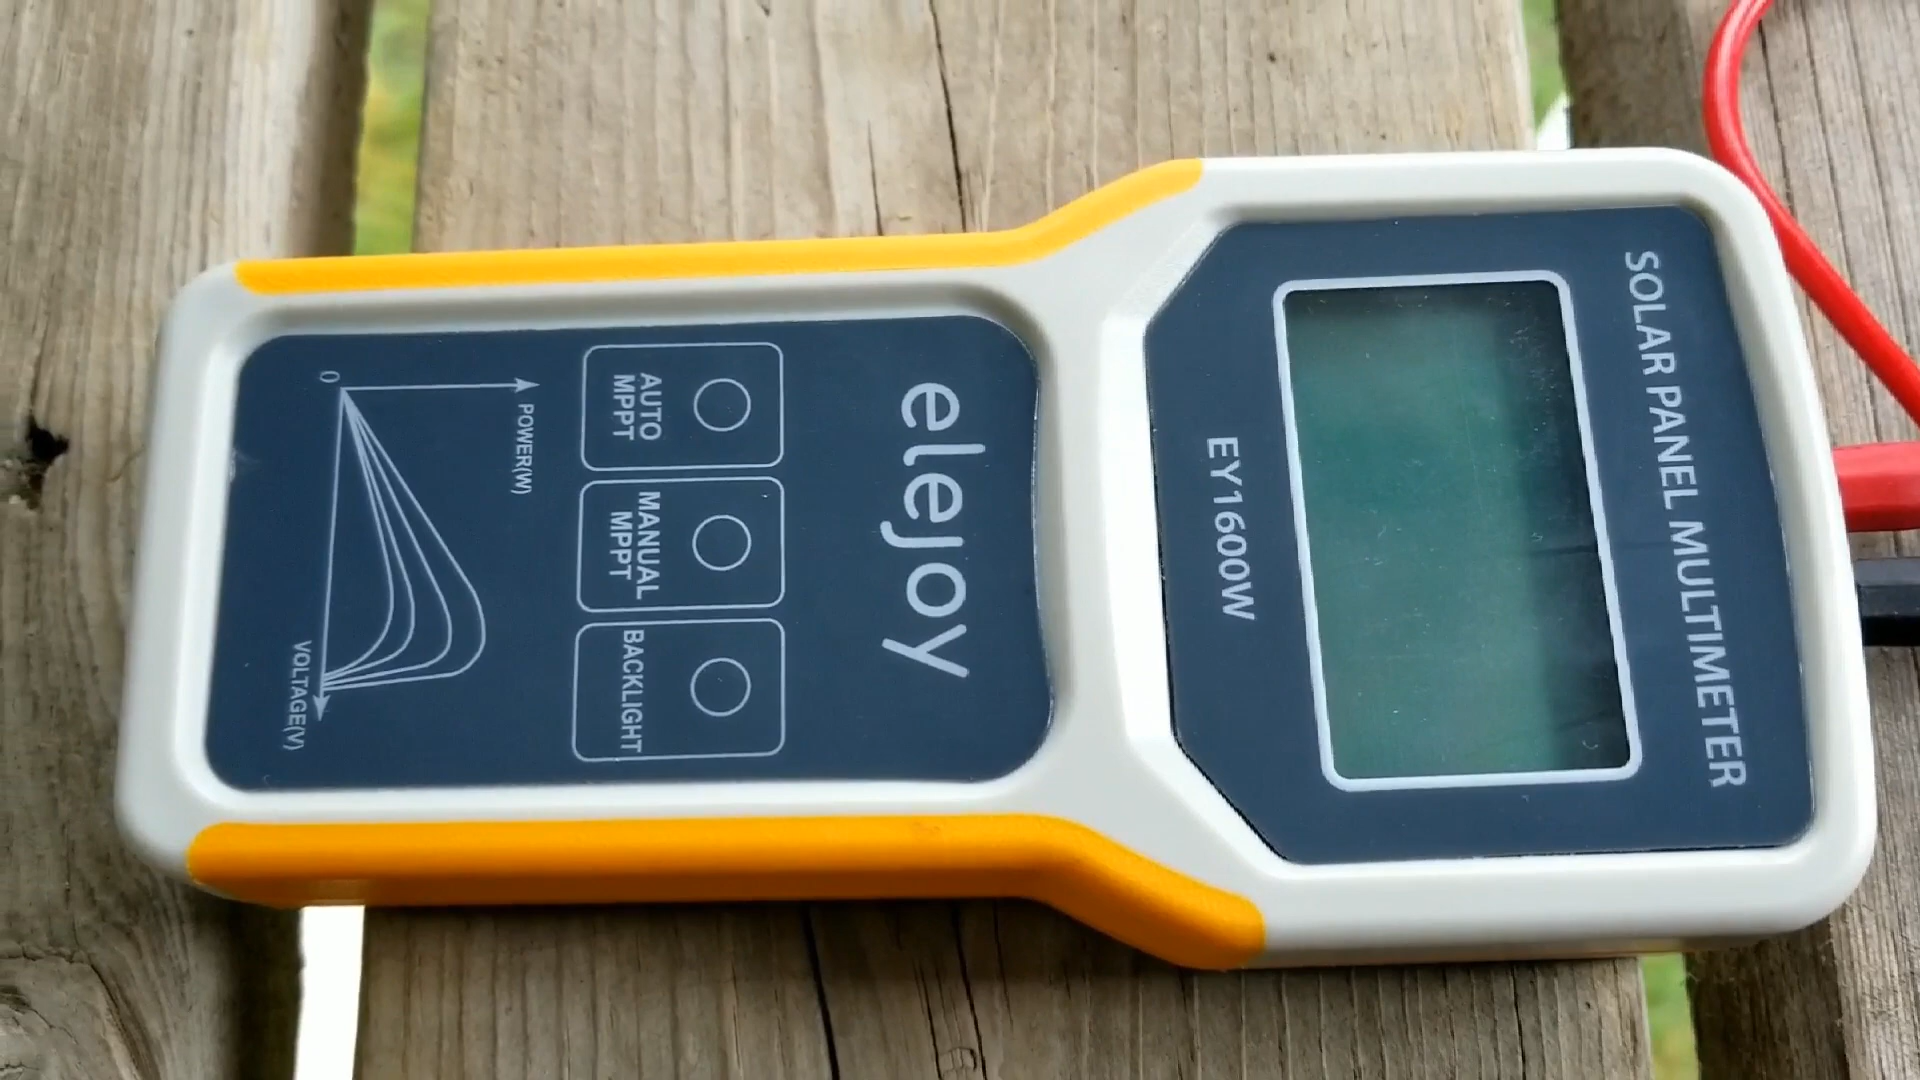 SOLAR PANEL MULTIMETER
EY1600W
elejoy
AUTO
MPPT
MANUAL
MPPT
BACKLIGHT
POWER(W)
0
VOLTAGE(V)